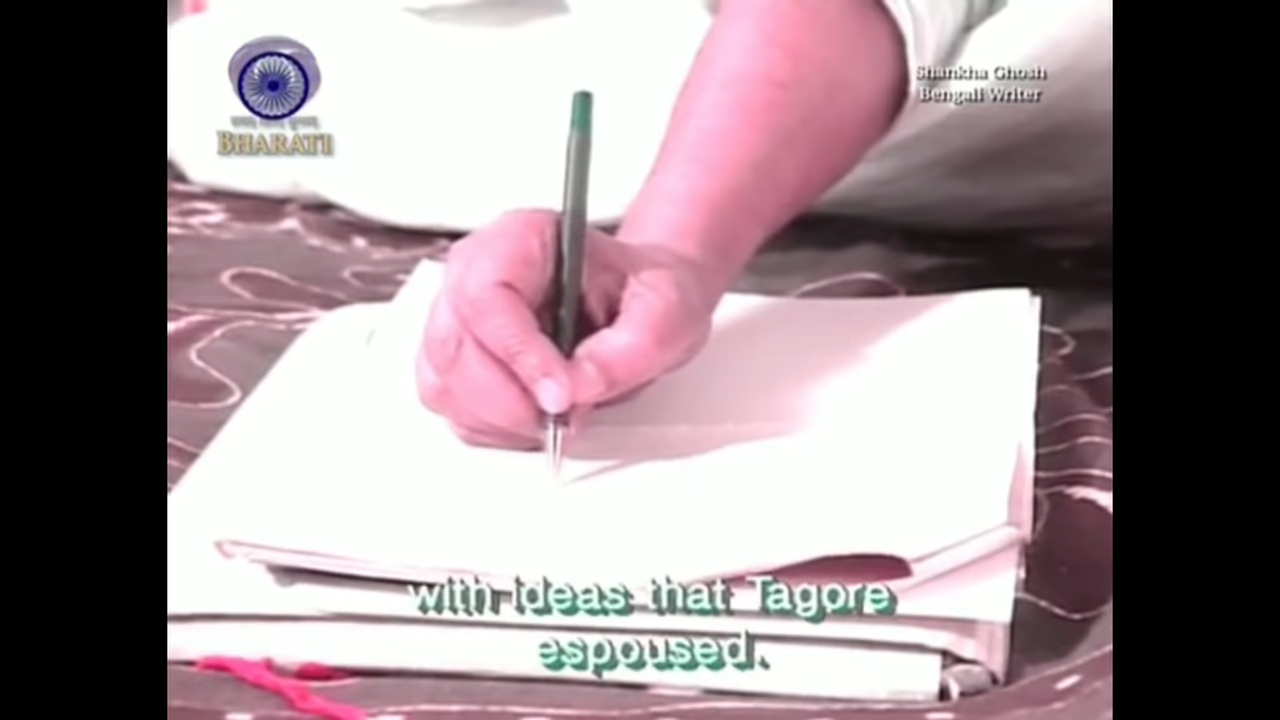 BHARATI
Shankha Ghosh
Bengali Writer
with ideas that Tagore
espoused.